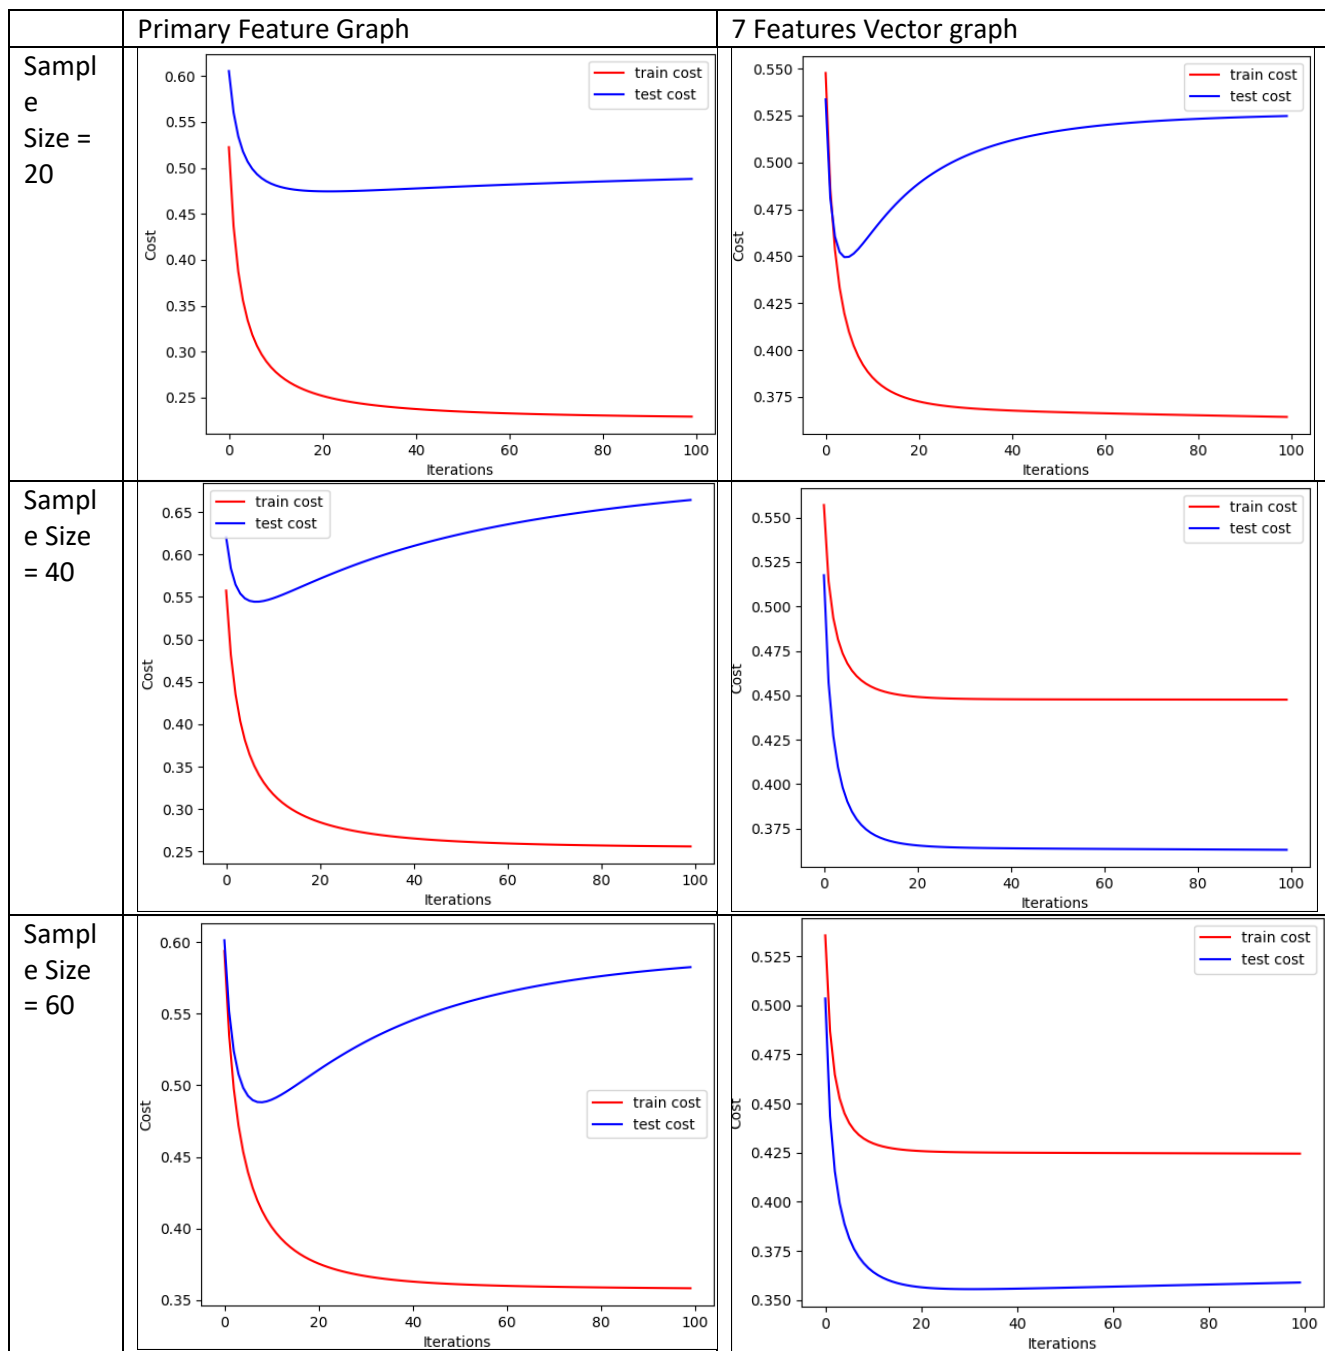 Primary Feature Graph
7 Features Vector graph
Sampl
e
Size =
20
train cost
test cost
0.60
0.55
0.50
0.45
0.40
0.35
0.30
0.25
Cost
0 20 40 60 80 100
Iterations
train cost
test cost
0.550
0.525
0.500
0.475
0.450
0.425
0.400
0.375
Cost
0 20 40 60 80 100
Iterations
Sampl
e Size
= 40
train cost
test cost
0.65
0.60
0.55
0.50
0.45
0.40
0.35
0.30
0.25
Cost
0 20 40 60 80 100
Iterations
train cost
test cost
0.550
0.525
0.500
0.475
0.450
0.425
0.400
0.375
Cost
0 20 40 60 80 100
Iterations
Sampl
e Size
= 60
train cost
test cost
0.60
0.55
0.50
0.45
0.40
0.35
Cost
0 20 40 60 80 100
Iterations
train cost
test cost
0.525
0.500
0.475
0.450
0.425
0.400
0.375
0.350
Cost
0 20 40 60 80 100
Iterations